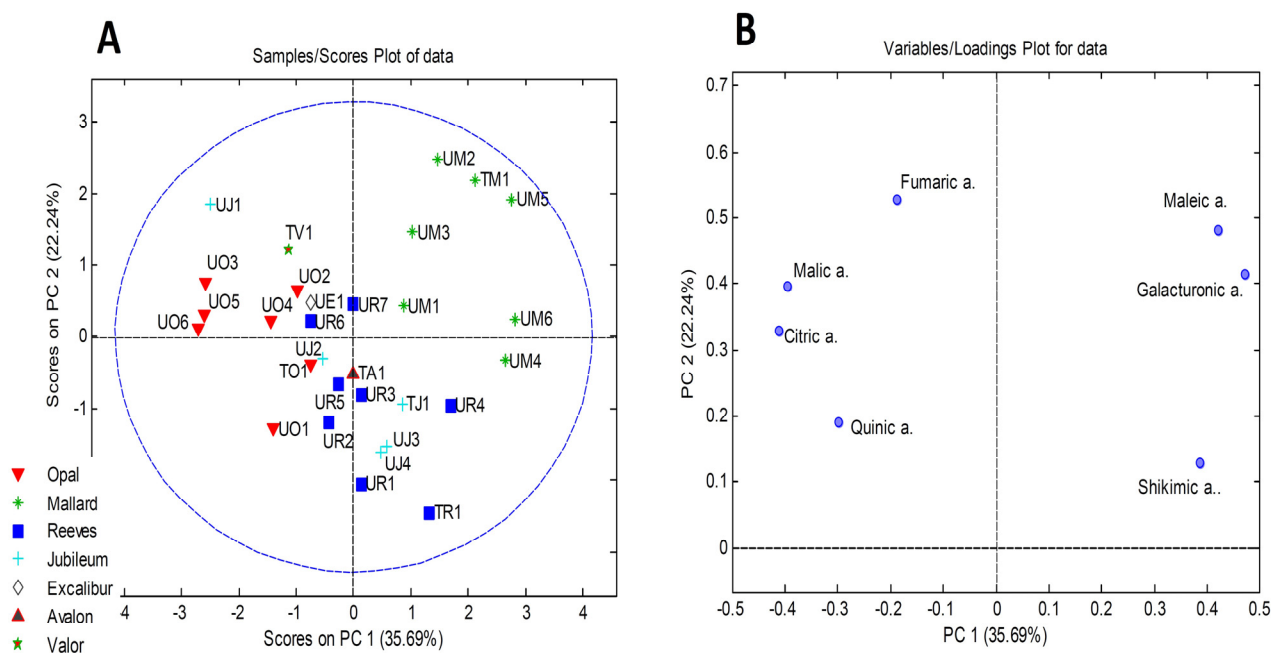 A
Samples/Scores Plot of data
Scores on PC 2 (22.24%)
3
2
1
0
-1
4
-3
-2
-1
0
1
2
3
4
Scores on PC 1 (35.69%)
UM2
TM1
UM5
UJ1
TV1
UM3
UO3
UO2
UO5
UO4
UE1
UR7
UM1
UO6
UR6
UM6
UJ2
UM4
TO1
TA1
UR5
UR3
TJ1
UR4
UO1
UR2
UJ3
UJ4
UR1
TR1
Opal
Mallard
Reeves
Jubileum
Excalibur
Avalon
Valor
B
Variables/Loadings Plot for data
PC 2 (22.24%)
0.7
0.6
0.5
0.4
0.3
0.2
0.1
0
-0.5
-0.4
-0.3
-0.2
-0.1
0
0.1
0.2
0.3
0.4
0.5
PC 1 (35.69%)
Fumaric a.
Maleic a.
Malic a.
Galacturonic a.
Citric a.
Quinic a.
Shikimic a..